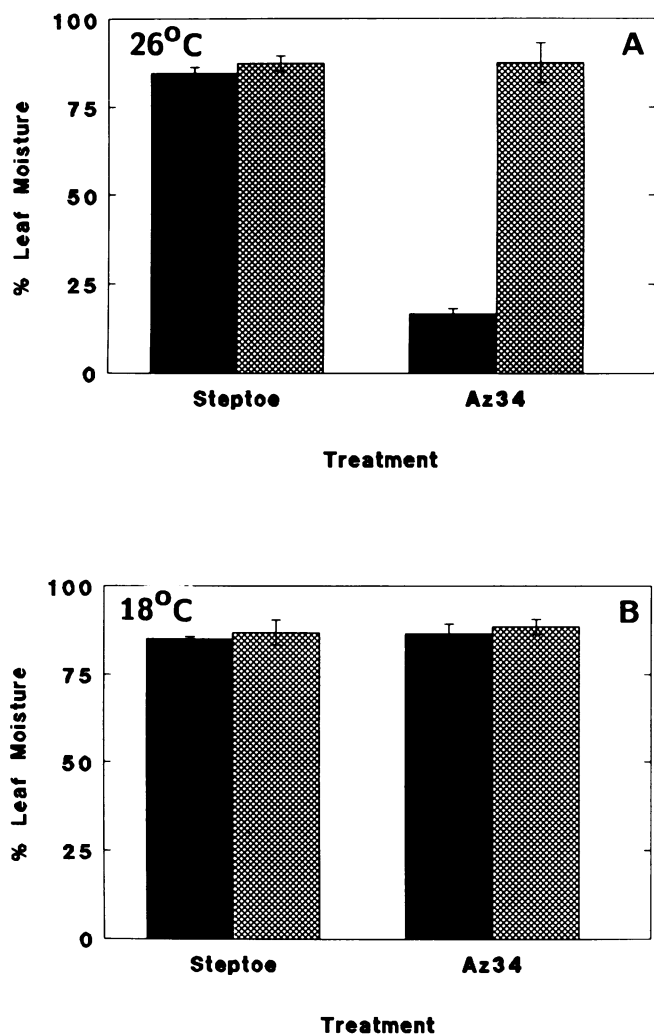 100
26°C
A
75
50
25
0
% Leaf Moisture
Steptoe
Az34
Treatment
100
18°C
B
75
50
25
0
% Leaf Moisture
Steptoe
Az34
Treatment